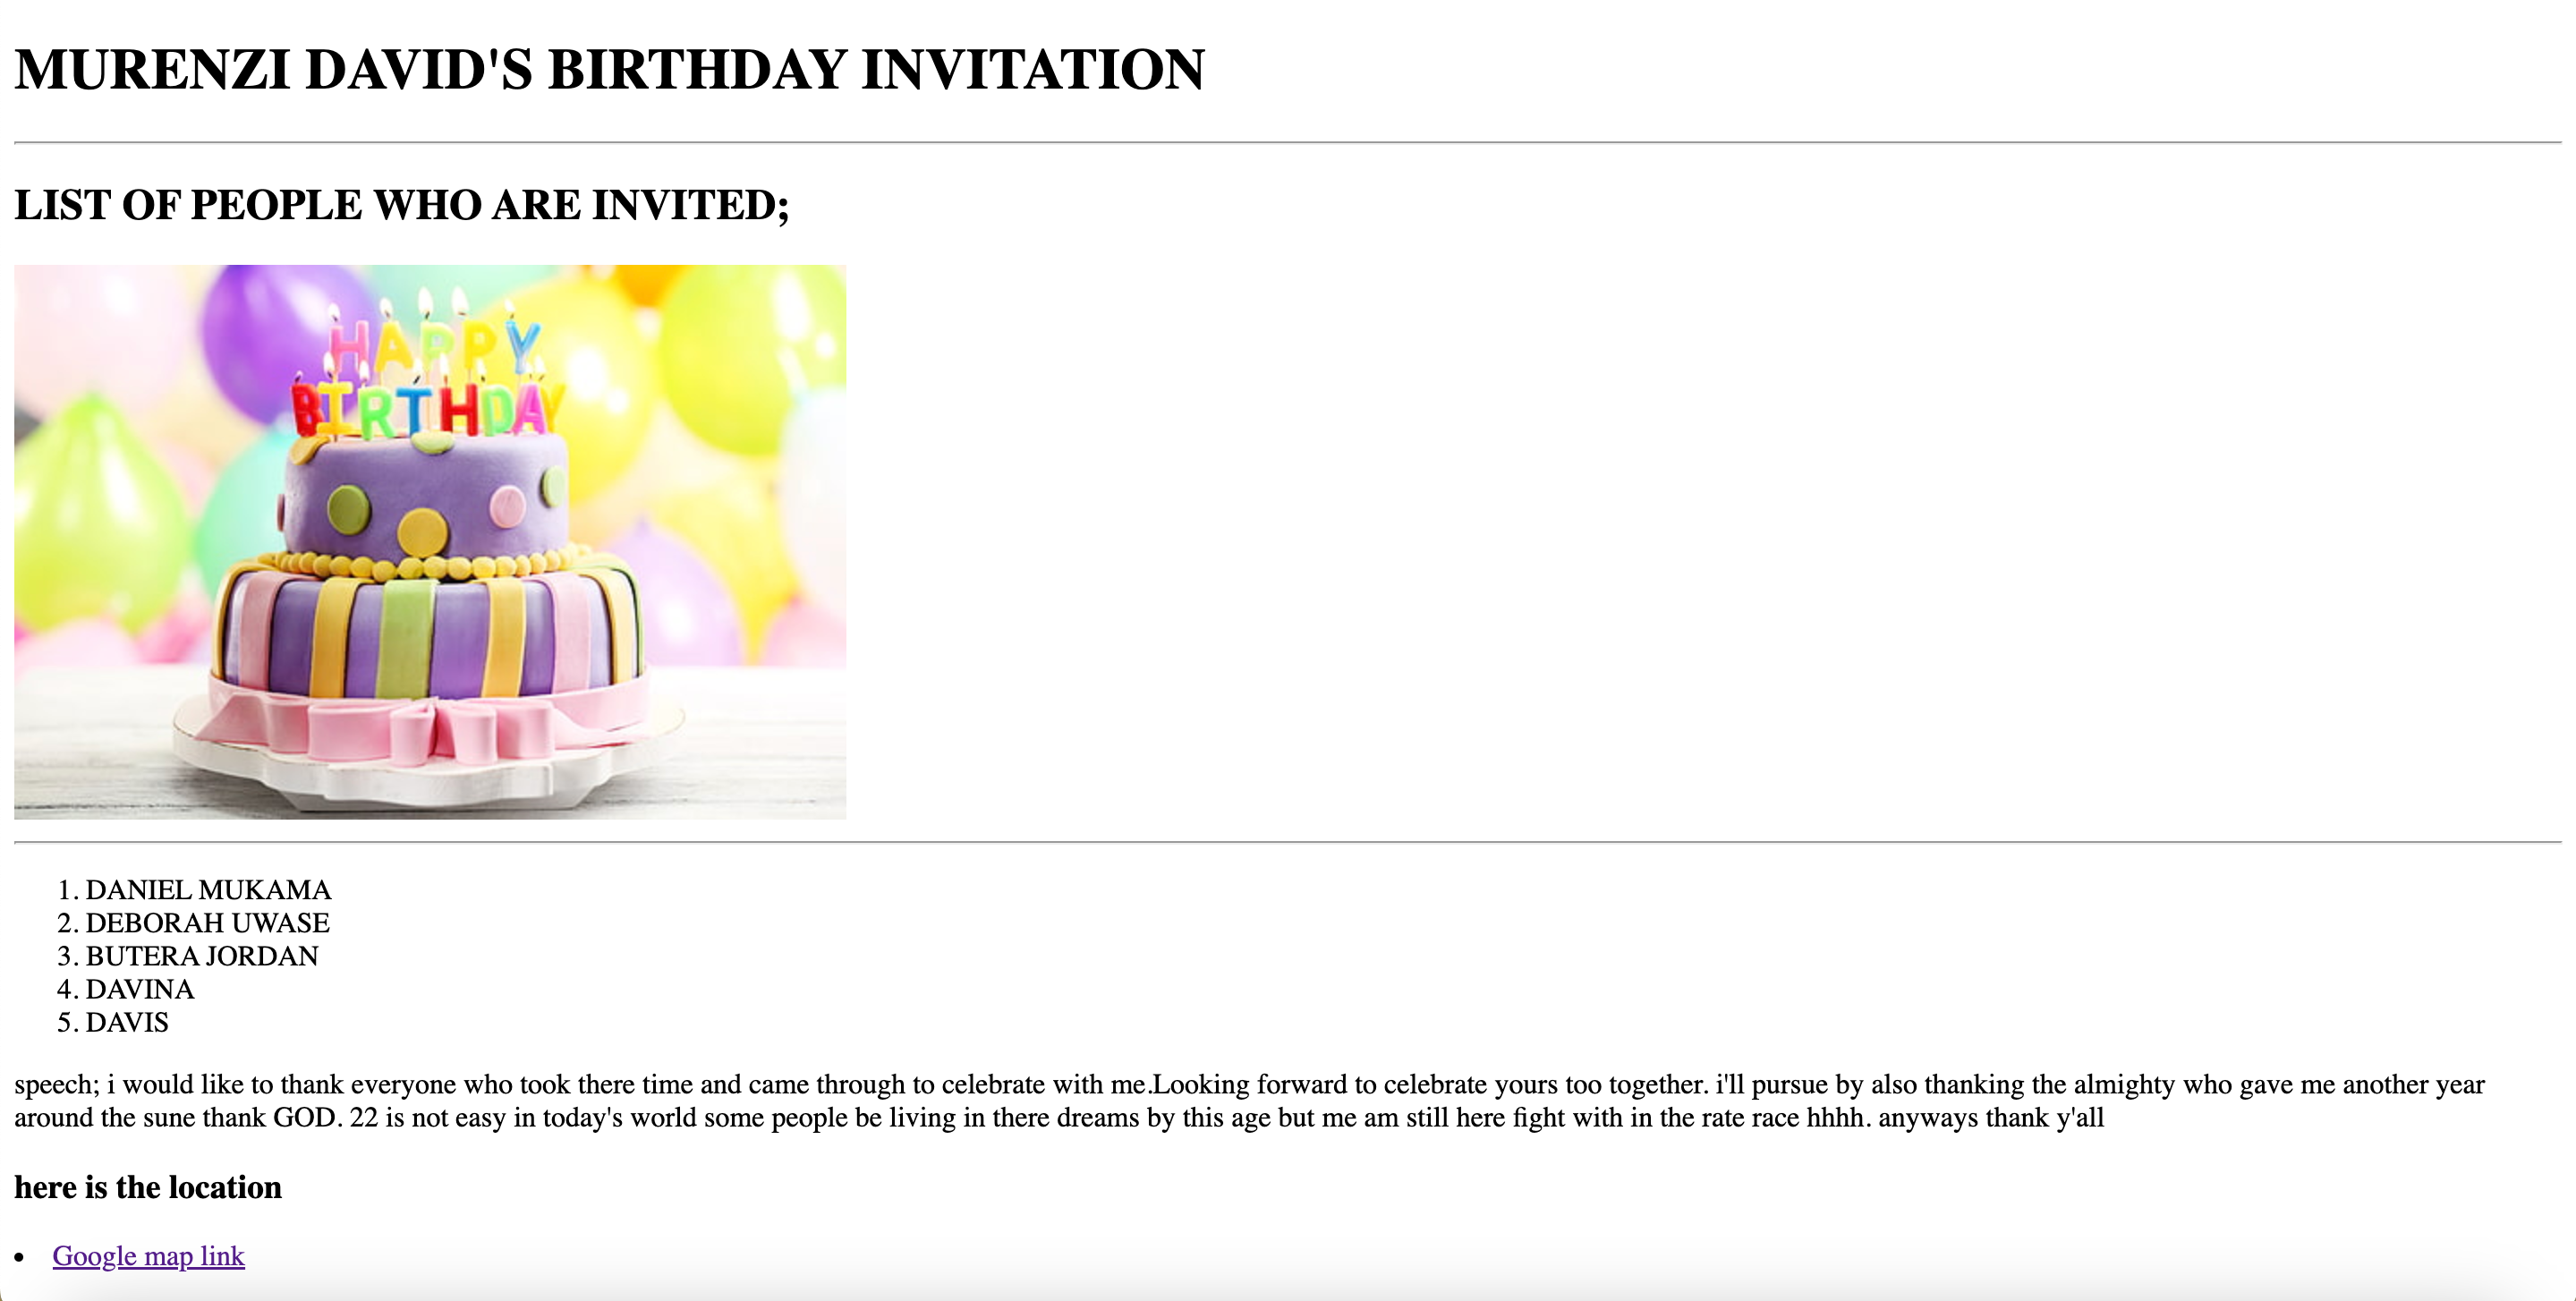 MURENZI DAVID'S BIRTHDAY INVITATION
LIST OF PEOPLE WHO ARE INVITED;
HAPPY
BIRTHDAY
1. DANIEL MUKAMA
2. DEBORAH UWASE
3. BUTERA JORDAN
4. DAVINA
5. DAVIS
speech; i would like to thank everyone who took there time and came through to celebrate with me.Looking forward to celebrate yours too together. i'll pursue by also thanking the almighty who gave me another year
around the sune thank GOD. 22 is not easy in today's world some people be living in there dreams by this age but me am still here fight with in the rate race hhhh. anyways thank y'all
here is the location
• Google map link